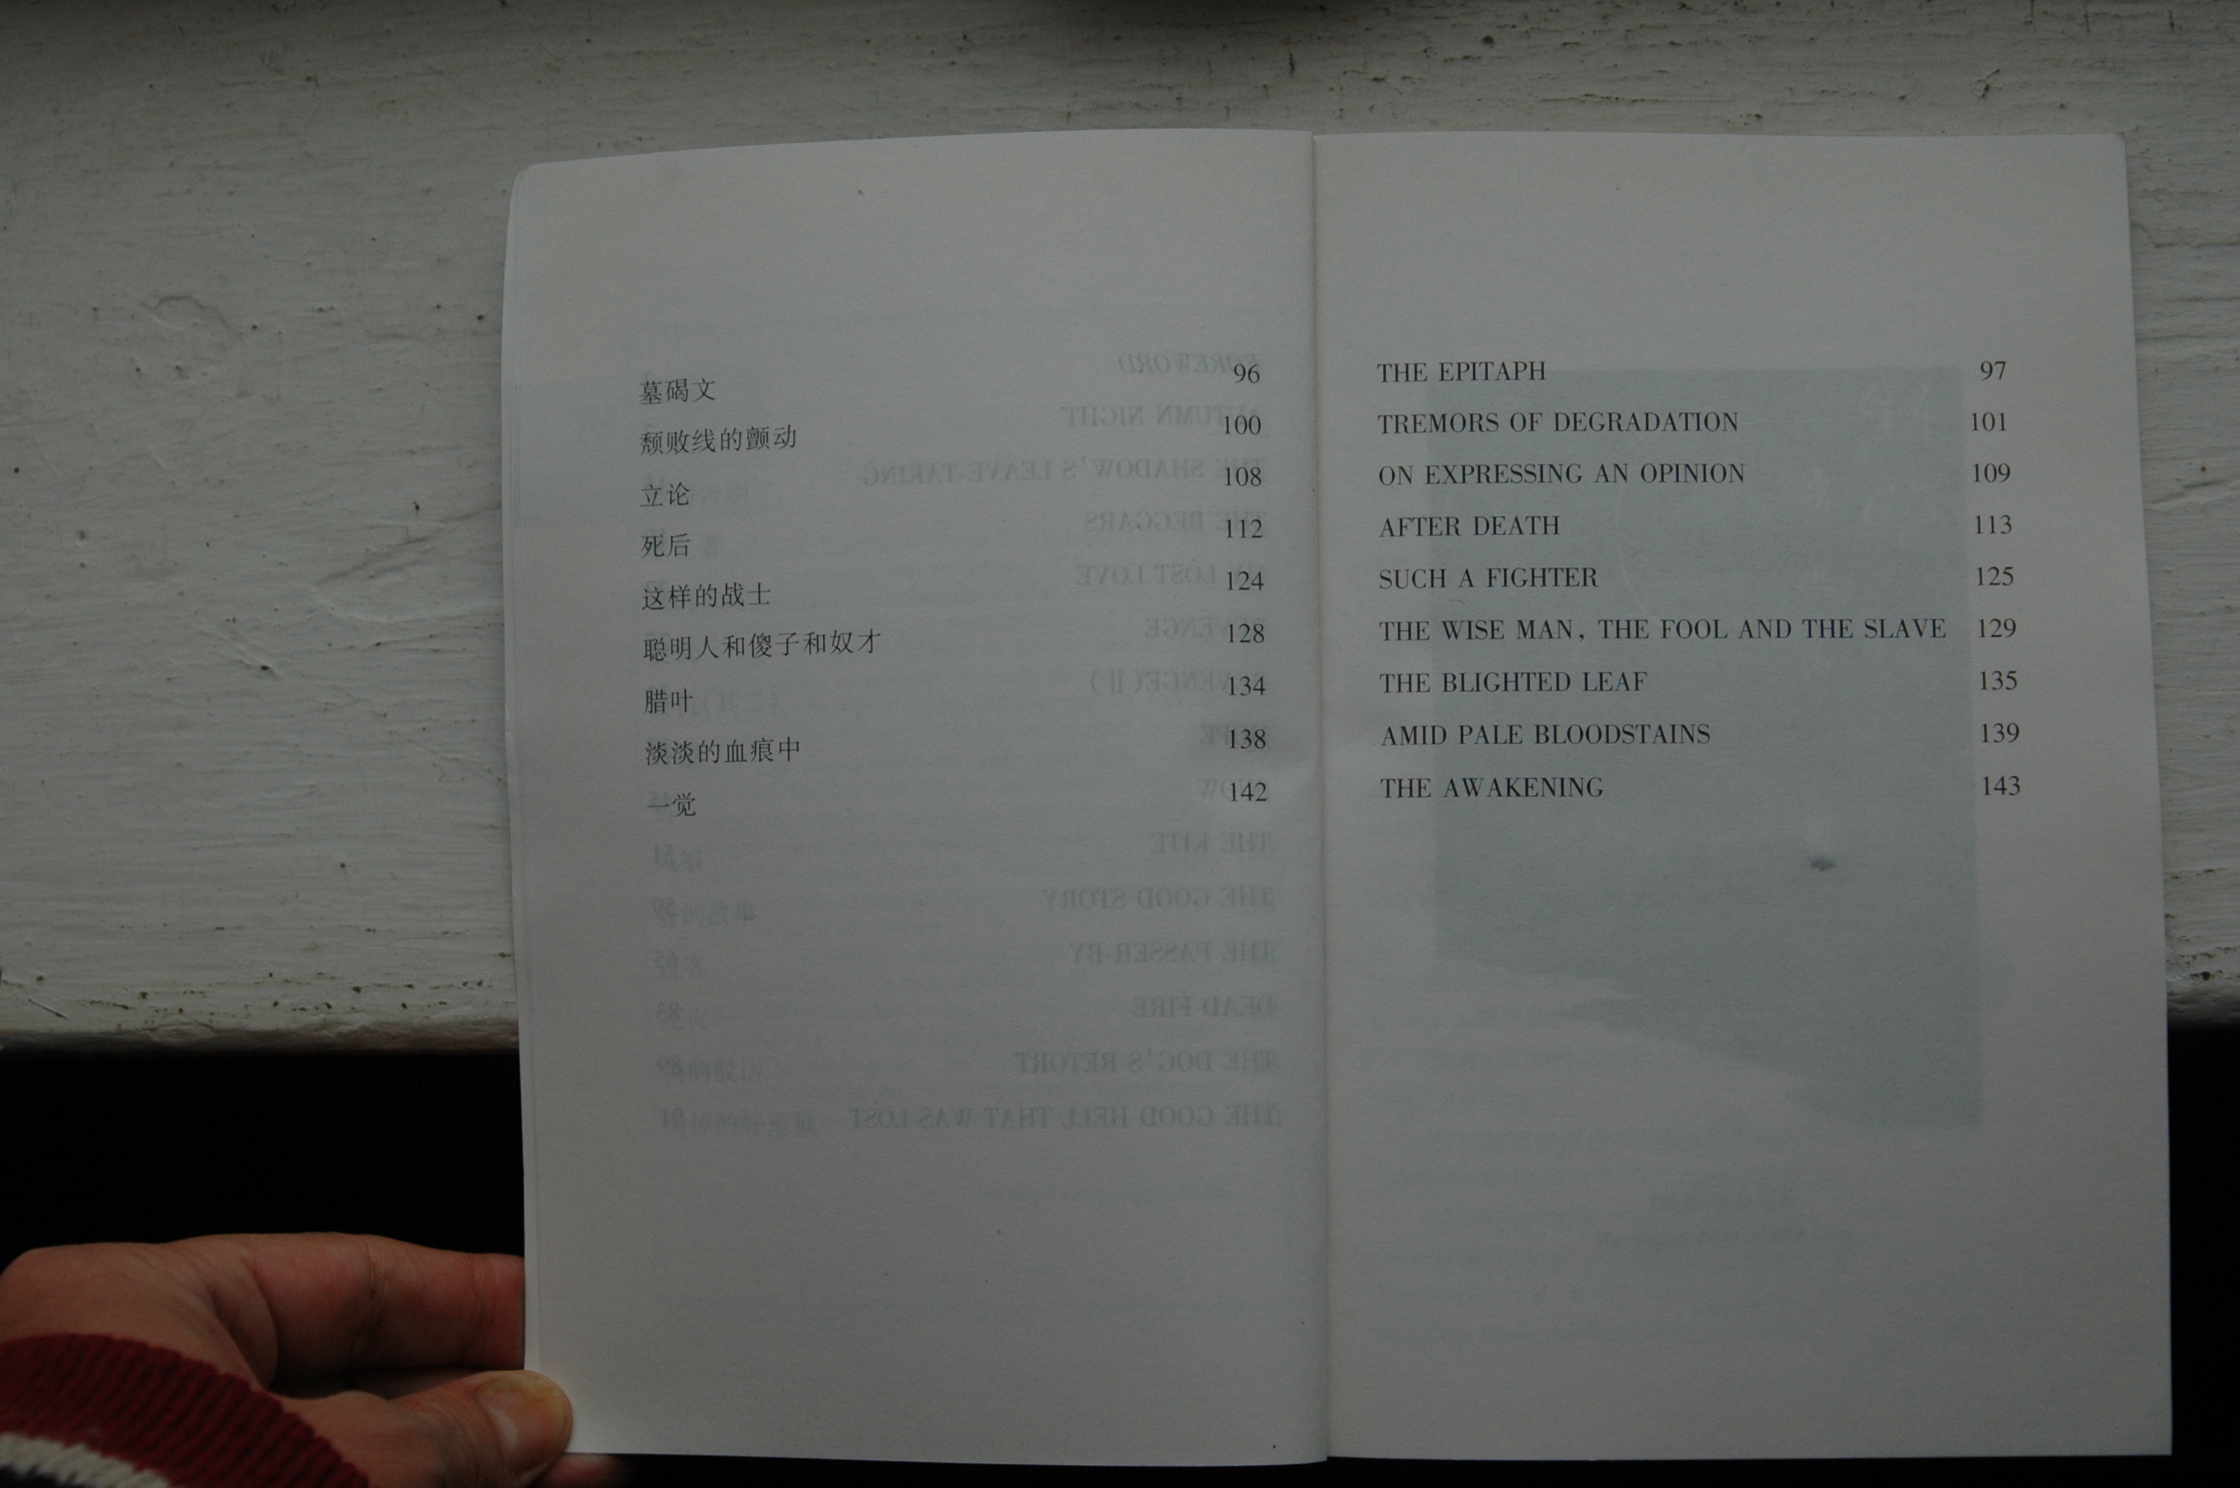 墓碣文 96
颓败线的颤动 100
立论 108
死后 112
这样的战士 124
聪明人和傻子和奴才 128
腊叶 134
淡淡的血痕中 138
一觉 142
THE EPITAPH 97
TREMORS OF DEGRADATION 101
ON EXPRESSING AN OPINION 109
AFTER DEATH 113
SUCH A FIGHTER 125
THE WISE MAN, THE FOOL AND THE SLAVE 129
THE BLIGHTED LEAF 135
AMID PALE BLOODSTAINS 139
THE AWAKENING 143